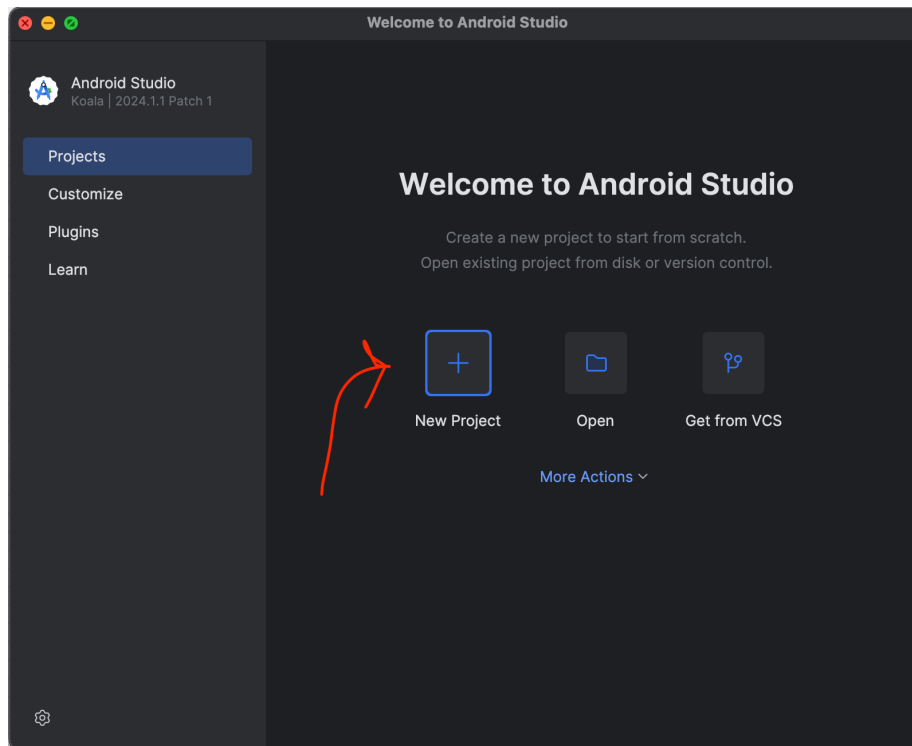 Welcome to Android Studio
Android Studio
Koala | 2024.1.1 Patch 1
Projects
Customize
Plugins
Learn
Welcome to Android Studio
Create a new project to start from scratch.
Open existing project from disk or version control.
New Project
Open
Get from VCS
More Actions